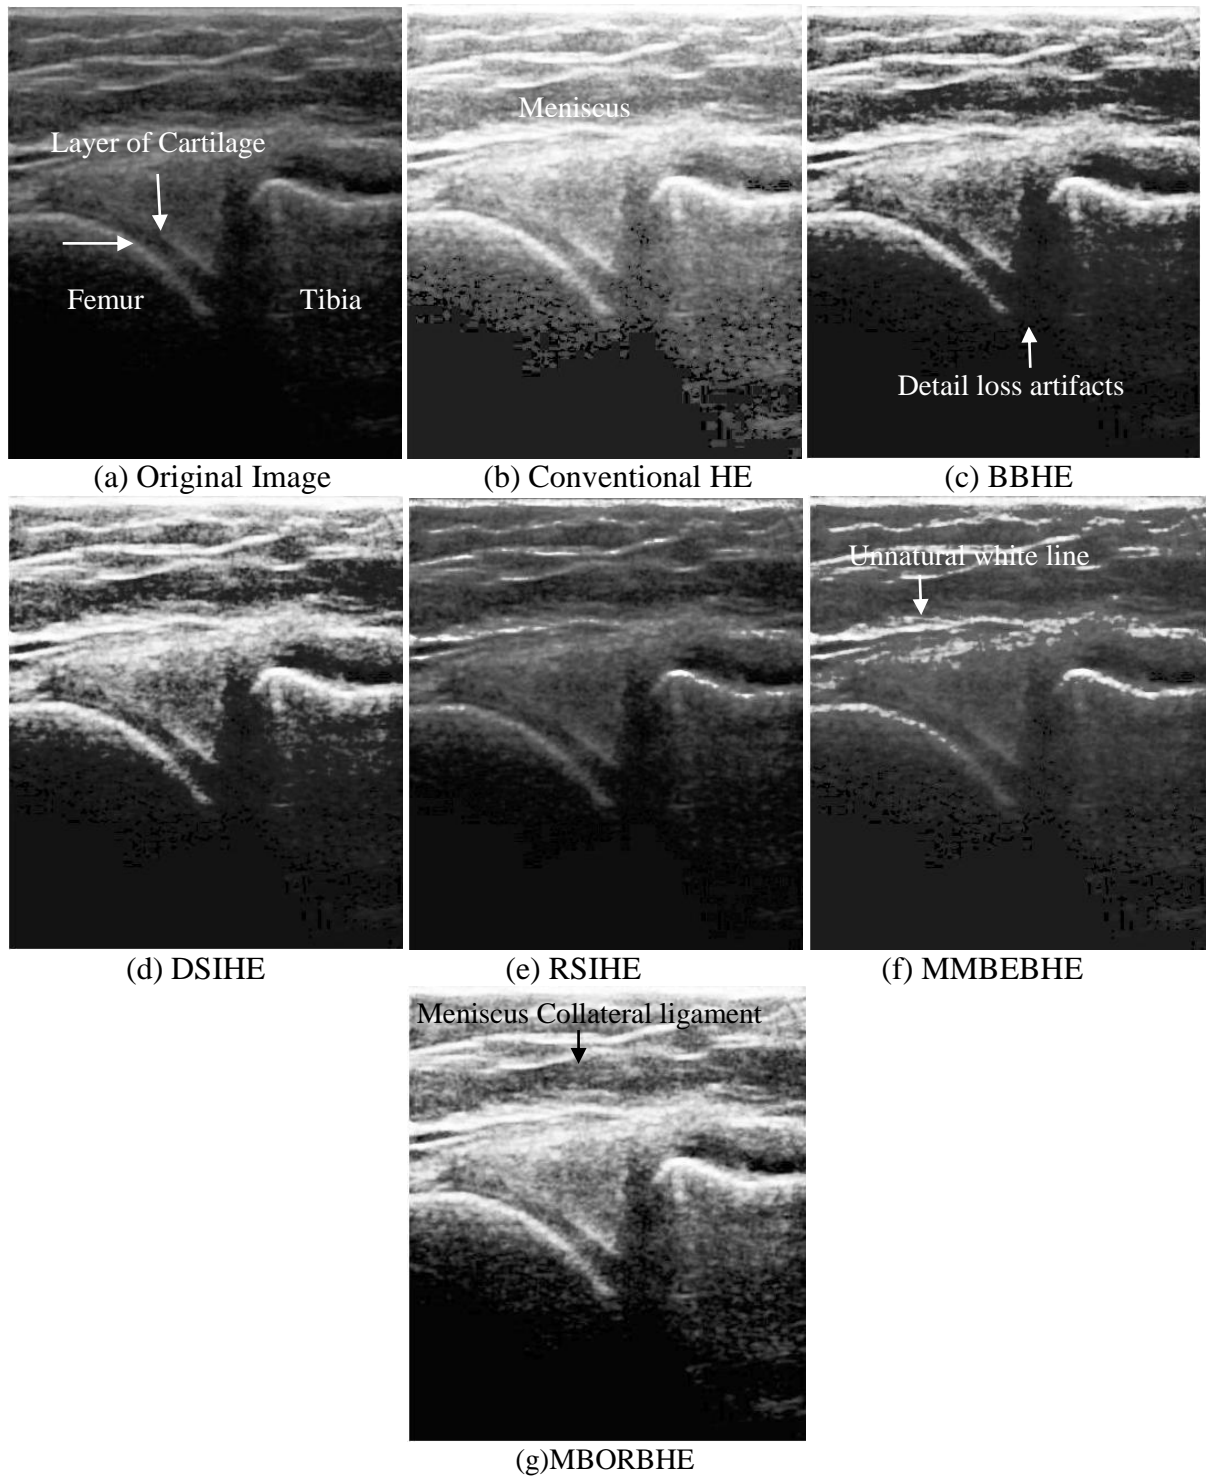 Layer of Cartilage
Femur
Tibia
Meniscus
Detail loss artifacts
(a) Original Image
(b) Conventional HE
(c) BBHE
Unnatural white line
(d) DSIHE
(e) RSIHE
(f) MMBEBHE
Meniscus Collateral ligament
(g)MBORBHE